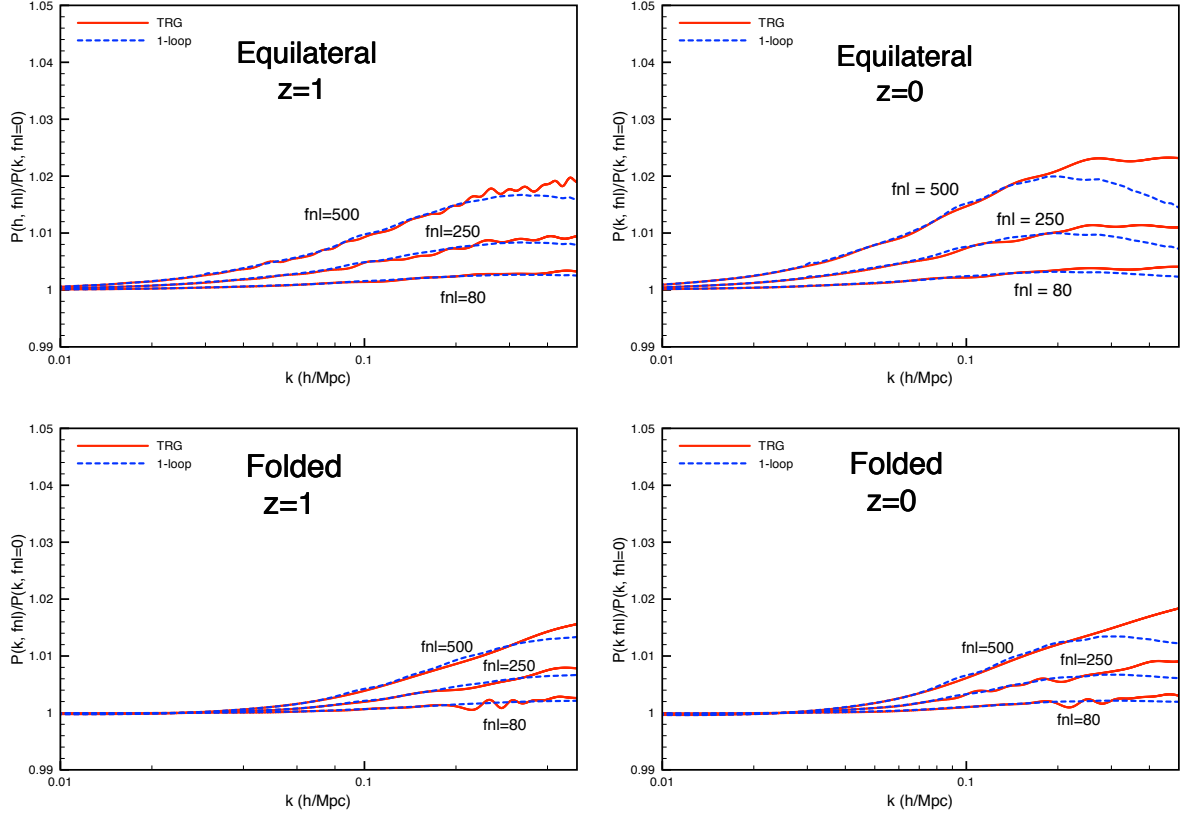 TRG
1-loop
Equilateral
z=1
P(h, fnl)/P(k, fnl=0)
1.05
1.04
1.03
1.02
1.01
1
0.99
fnl=500
fnl=250
fnl=80
0.01
0.1
k (h/Mpc)
TRG
1-loop
Equilateral
z=0
P(k, fnl)/P(k, fnl=0)
1.05
1.04
1.03
1.02
1.01
1
0.99
fnl = 500
fnl = 250
fnl = 80
0.01
0.1
k (h/Mpc)
TRG
1-loop
Folded
z=1
P(k, fnl)/P(k, fnl=0)
1.05
1.04
1.03
1.02
1.01
1
0.99
fnl=500
fnl=250
fnl=80
0.01
0.1
k (h/Mpc)
TRG
1-loop
Folded
z=0
P(k fnl)/P(k, fnl=0)
1.05
1.04
1.03
1.02
1.01
1
0.99
fnl=500
fnl=250
fnl=80
0.01
0.1
k (h/Mpc)